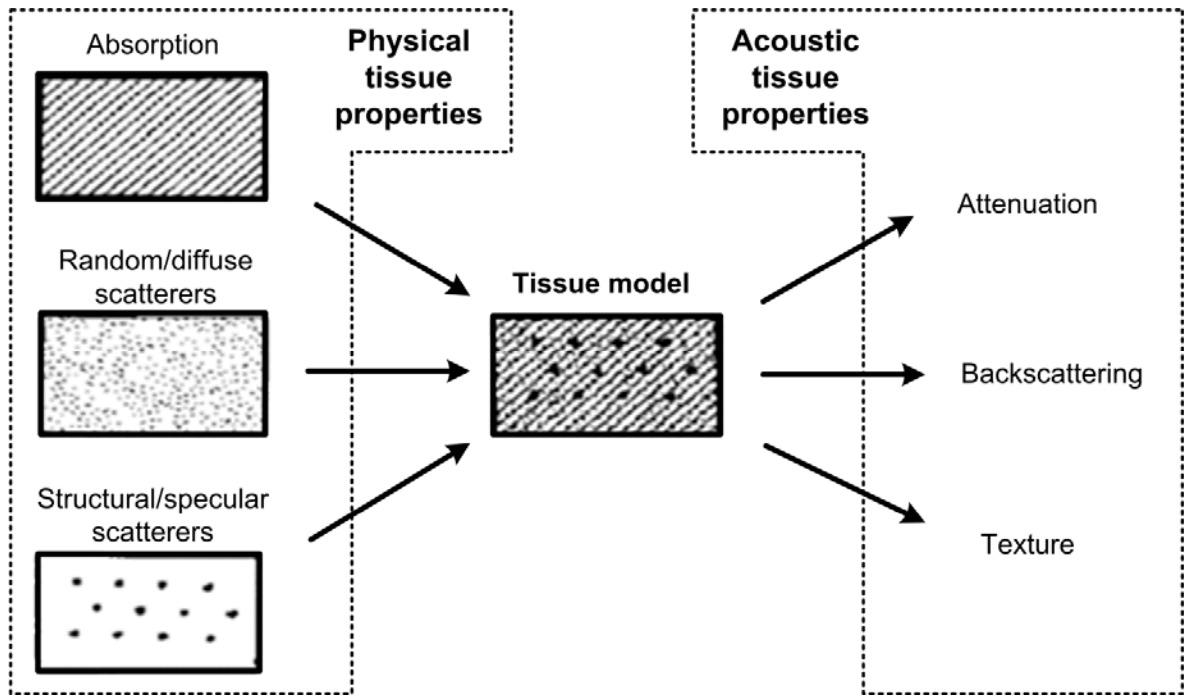 Absorption
Physical
tissue
properties
Acoustic
tissue
properties
Random/diffuse
scatterers
Structural/specular
scatterers
Tissue model
Attenuation
Backscattering
Texture